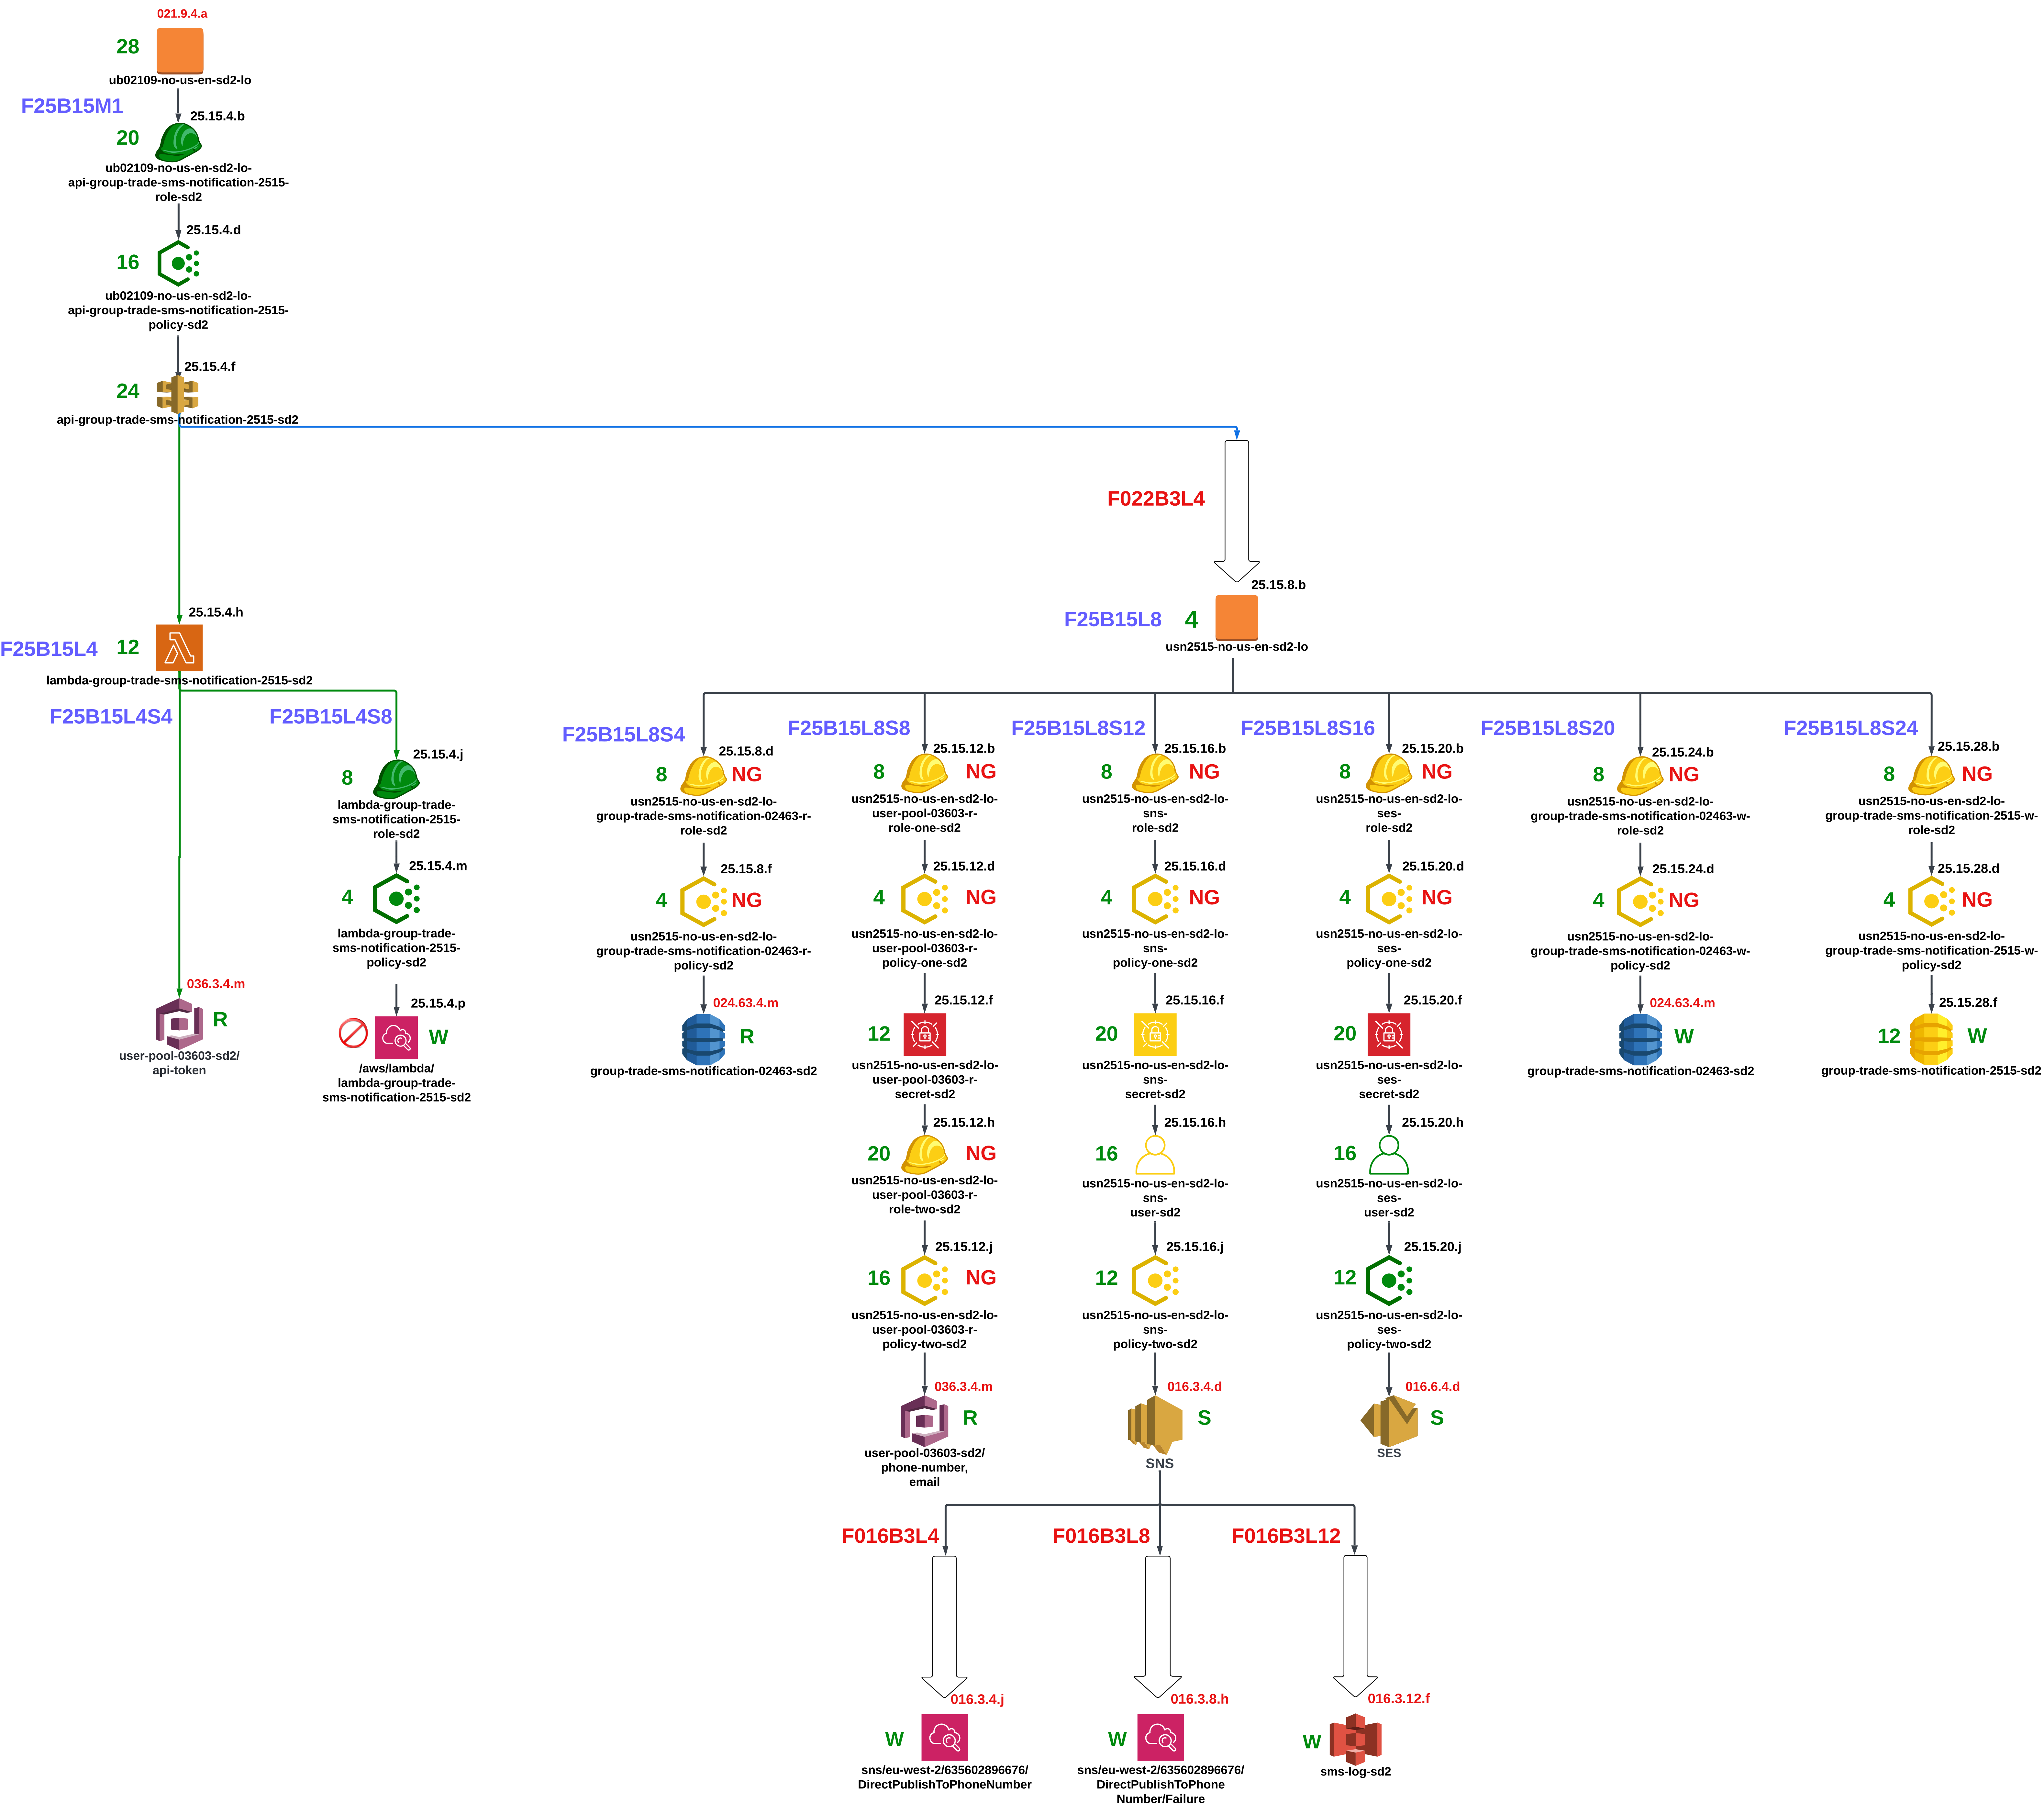 021.9.4.a
28
ub02109-no-us-en-sd2-lo
F25B15M1
25.15.4.b
20
ub02109-no-us-en-sd2-lo-
api-group-trade-sms-notification-2515-
role-sd2
25.15.4.d
16
ub02109-no-us-en-sd2-lo-
api-group-trade-sms-notification-2515-
policy-sd2
25.15.4.f
24
api-group-trade-sms-notification-2515-sd2
F022B3L4
25.15.4.h
F25B15L4
12
lambda-group-trade-sms-notification-2515-sd2
F25B15L4S4
036.3.4.m
R
user-pool-03603-sd2/
api-token
F25B15L4S8
25.15.4.j
8
lambda-group-trade-
sms-notification-2515-
role-sd2
25.15.4.m
4
lambda-group-trade-
sms-notification-2515-
policy-sd2
25.15.4.p
W
/aws/lambda/
lambda-group-trade-
sms-notification-2515-sd2
25.15.8.b
F25B15L8
4
usn2515-no-us-en-sd2-lo
F25B15L8S4
25.15.8.d
8
NG
usn2515-no-us-en-sd2-lo-
group-trade-sms-notification-02463-r-
role-sd2
25.15.8.f
4
NG
usn2515-no-us-en-sd2-lo-
group-trade-sms-notification-02463-r-
policy-sd2
024.63.4.m
R
group-trade-sms-notification-02463-sd2
F25B15L8S8
25.15.12.b
8
NG
usn2515-no-us-en-sd2-lo-
user-pool-03603-r-
role-one-sd2
25.15.12.d
4
NG
usn2515-no-us-en-sd2-lo-
user-pool-03603-r-
policy-one-sd2
25.15.12.f
12
usn2515-no-us-en-sd2-lo-
user-pool-03603-r-
secret-sd2
25.15.12.h
20
NG
usn2515-no-us-en-sd2-lo-
user-pool-03603-r-
role-two-sd2
25.15.12.j
16
NG
usn2515-no-us-en-sd2-lo-
user-pool-03603-r-
policy-two-sd2
036.3.4.m
R
user-pool-03603-sd2/
phone-number,
email
F25B15L8S12
25.15.16.b
8
NG
usn2515-no-us-en-sd2-lo-
sns-
role-sd2
25.15.16.d
4
NG
usn2515-no-us-en-sd2-lo-
sns-
policy-one-sd2
25.15.16.f
20
usn2515-no-us-en-sd2-lo-
sns-
secret-sd2
25.15.16.h
16
usn2515-no-us-en-sd2-lo-
sns-
user-sd2
25.15.16.j
12
usn2515-no-us-en-sd2-lo-
sns-
policy-two-sd2
016.3.4.d
S
SNS
F25B15L8S16
25.15.20.b
8
NG
usn2515-no-us-en-sd2-lo-
ses-
role-sd2
25.15.20.d
4
NG
usn2515-no-us-en-sd2-lo-
ses-
policy-one-sd2
25.15.20.f
20
usn2515-no-us-en-sd2-lo-
ses-
secret-sd2
25.15.20.h
16
usn2515-no-us-en-sd2-lo-
ses-
user-sd2
25.15.20.j
12
usn2515-no-us-en-sd2-lo-
ses-
policy-two-sd2
016.6.4.d
S
SES
F25B15L8S20
25.15.24.b
8
NG
usn2515-no-us-en-sd2-lo-
group-trade-sms-notification-02463-w-
role-sd2
25.15.24.d
4
NG
usn2515-no-us-en-sd2-lo-
group-trade-sms-notification-02463-w-
policy-sd2
024.63.4.m
W
group-trade-sms-notification-02463-sd2
F25B15L8S24
25.15.28.b
8
NG
usn2515-no-us-en-sd2-lo-
group-trade-sms-notification-2515-w-
role-sd2
25.15.28.d
4
NG
usn2515-no-us-en-sd2-lo-
group-trade-sms-notification-2515-w-
policy-sd2
25.15.28.f
12
W
group-trade-sms-notification-2515-sd2
F016B3L4
016.3.4.j
W
sns/eu-west-2/635602896676/
DirectPublishToPhoneNumber
F016B3L8
016.3.8.h
W
sns/eu-west-2/635602896676/
DirectPublishToPhone
Number/Failure
F016B3L12
016.3.12.f
W
sms-log-sd2